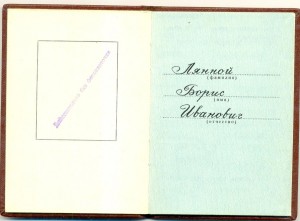 Лянной
(фамилия)
Борис
(имя)
Иванович
(отчество)